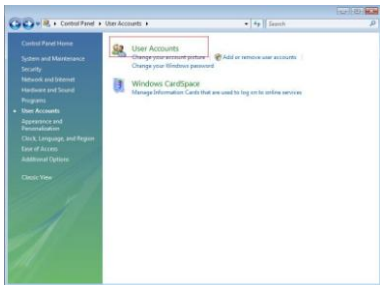 Control Panel
User Accounts
Search
Control Panel Home
System and Maintenance
Security
Network and Internet
Hardware and Sound
Programs
User Accounts
Appearance and
Personalization
Clock, Language, and Region
Ease of Access
Additional Options
Classic View
User Accounts
Change your account picture
Add or remove user accounts
Change your Windows password
Windows CardSpace
Manage Information Cards that are used to log on to online services